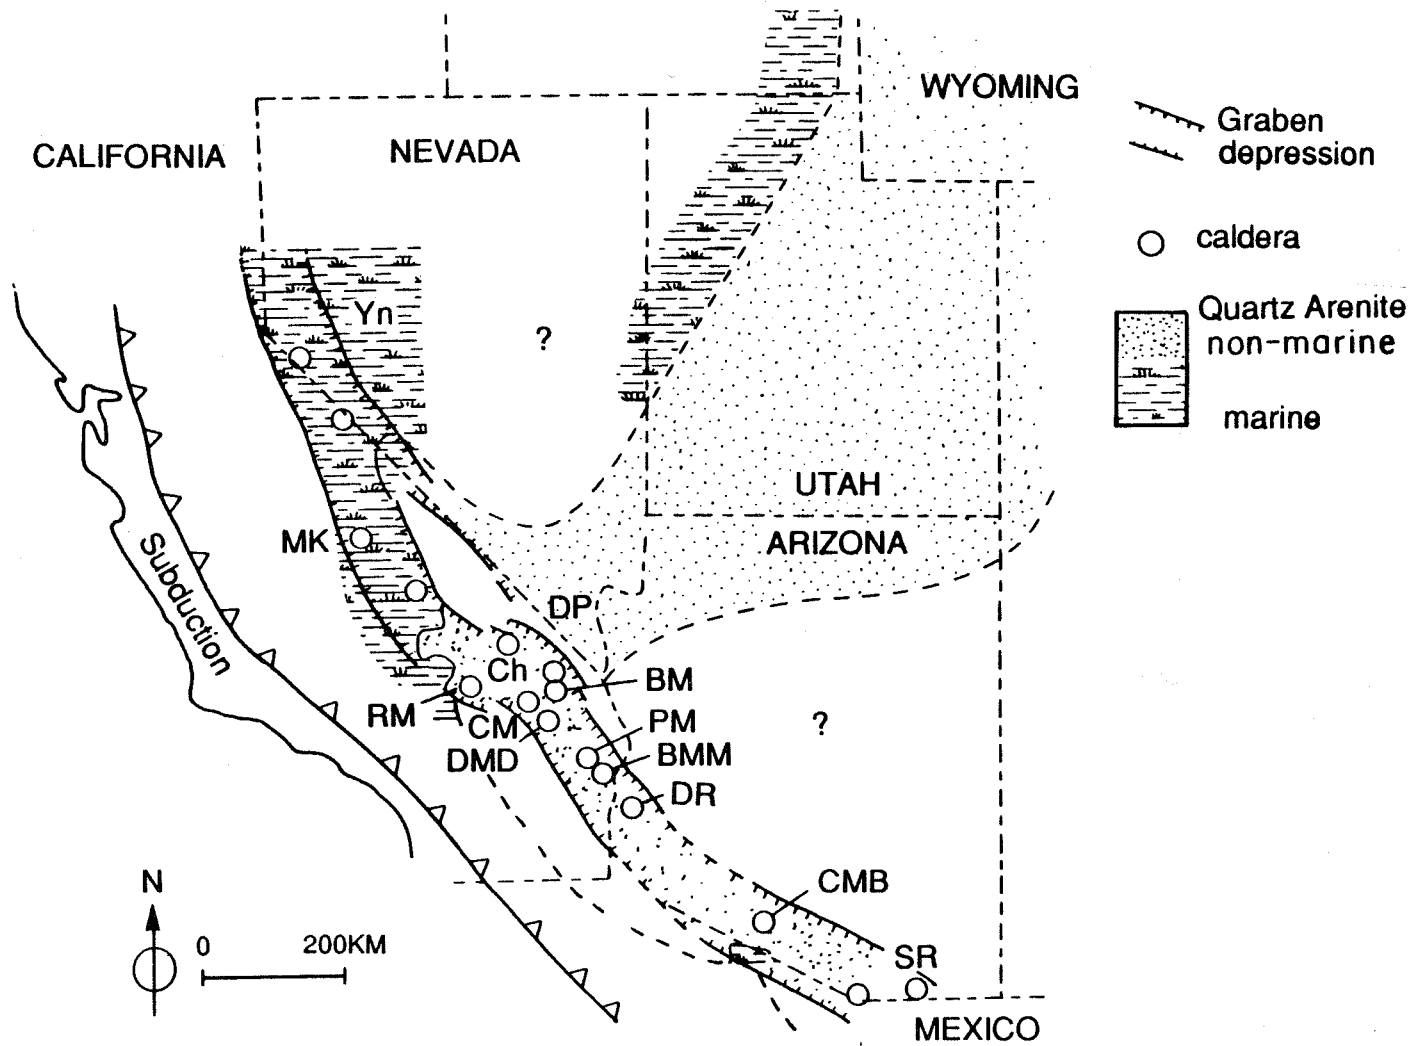 WYOMING
CALIFORNIA
NEVADA
Graben
depression
caldera
Quartz Arenite
non-marine
marine
Yn
?
UTAH
ARIZONA
MK
Subduction
DP
Ch
BM
RM
CM
PM
DMD
BMM
DR
?
CMB
N
0 200KM
SR
MEXICO